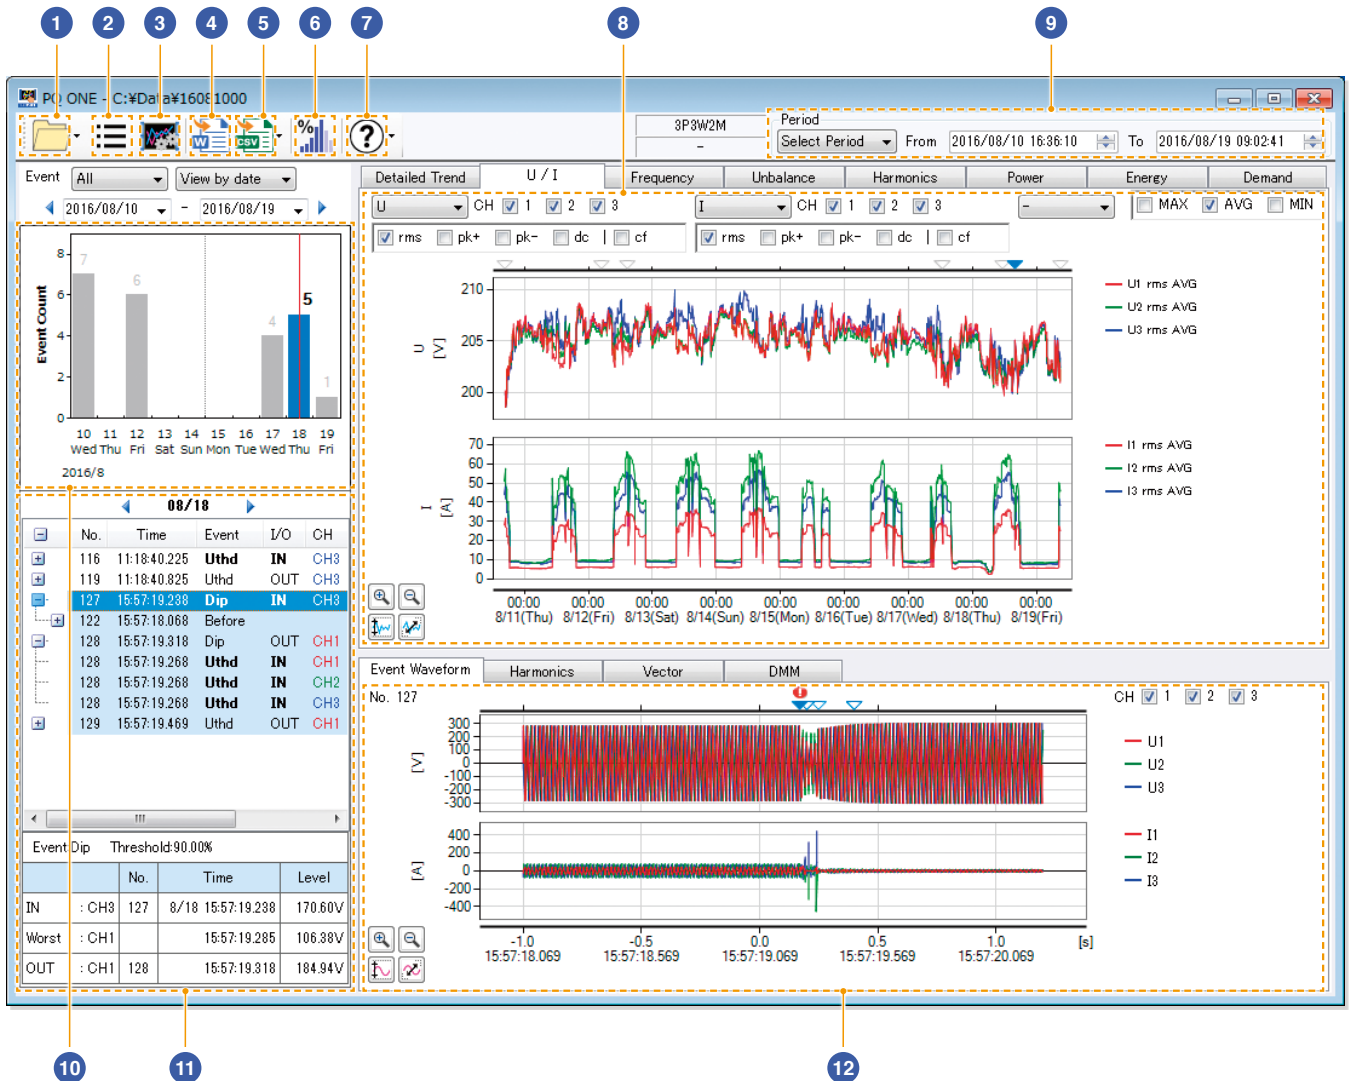 1 2 3 4 5 6 7 8 9
PQ ONE - C:¥Data¥16081000
W CSV % ?
3P3W2M
-
Period
Select Period From 2016/08/10 16:36:10 To 2016/08/19 09:02:41
Event All View by date
2016/08/10 - 2016/08/19
Detailed Trend U / I Frequency Unbalance Harmonics Power Energy Demand
U CH 1 2 3 I CH 1 2 3 - MAX AVG MIN
rms pk+ pk- dc | cf rms pk+ pk- dc | cf
Event Count
8
6
4
2
0
7 6 4 5 1
10 11 12 13 14 15 16 17 18 19
Wed Thu Fri Sat Sun Mon Tue Wed Thu Fri
2016/8
U [V]
210
205
200
U1 rms AVG
U2 rms AVG
U3 rms AVG
I [A]
70
60
50
40
30
20
10
0
I1 rms AVG
I2 rms AVG
I3 rms AVG
00:00 00:00 00:00 00:00 00:00 00:00 00:00 00:00 00:00
8/11(Thu) 8/12(Fri) 8/13(Sat) 8/14(Sun) 8/15(Mon) 8/16(Tue) 8/17(Wed) 8/18(Thu) 8/19(Fri)
08/18
No. Time Event I/O CH
116 11:18:40.225 Uthd IN CH3
119 11:18:40.825 Uthd OUT CH3
127 15:57:19.238 Dip IN CH3
122 15:57:18.068 Before
128 15:57:19.318 Dip OUT CH1
128 15:57:19.268 Uthd IN CH1
128 15:57:19.268 Uthd IN CH2
128 15:57:19.268 Uthd IN CH3
129 15:57:19.469 Uthd OUT CH1
Event Dip Threshold:90.00%
No. Time Level
IN : CH3 127 8/18 15:57:19.238 170.60V
Worst : CH1 15:57:19.285 106.38V
OUT : CH1 128 15:57:19.318 184.94V
Event Waveform Harmonics Vector DMM
No. 127
CH 1 2 3
[V]
300
200
100
0
-100
-200
-300
U1
U2
U3
[A]
400
200
0
-200
-400
I1
I2
I3
-1.0 -0.5 0.0 0.5 1.0 [s]
15:57:18.069 15:57:18.569 15:57:19.069 15:57:19.569 15:57:20.069
10 11 12